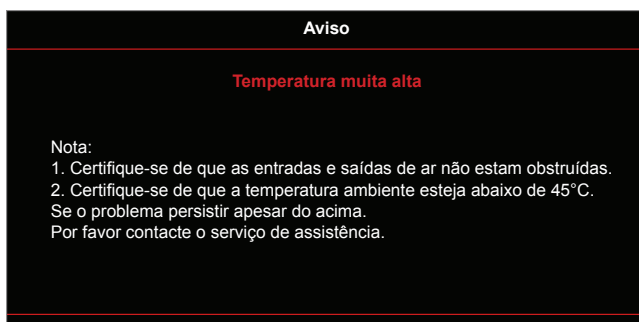 Aviso
Temperatura muita alta
Nota:
1. Certifique-se de que as entradas e saídas de ar não estam obstruídas.
2. Certifique-se de que a temperatura ambiente esteja abaixo de 45°C.
Se o problema persistir apesar do acima.
Por favor contacte o serviço de assistência.